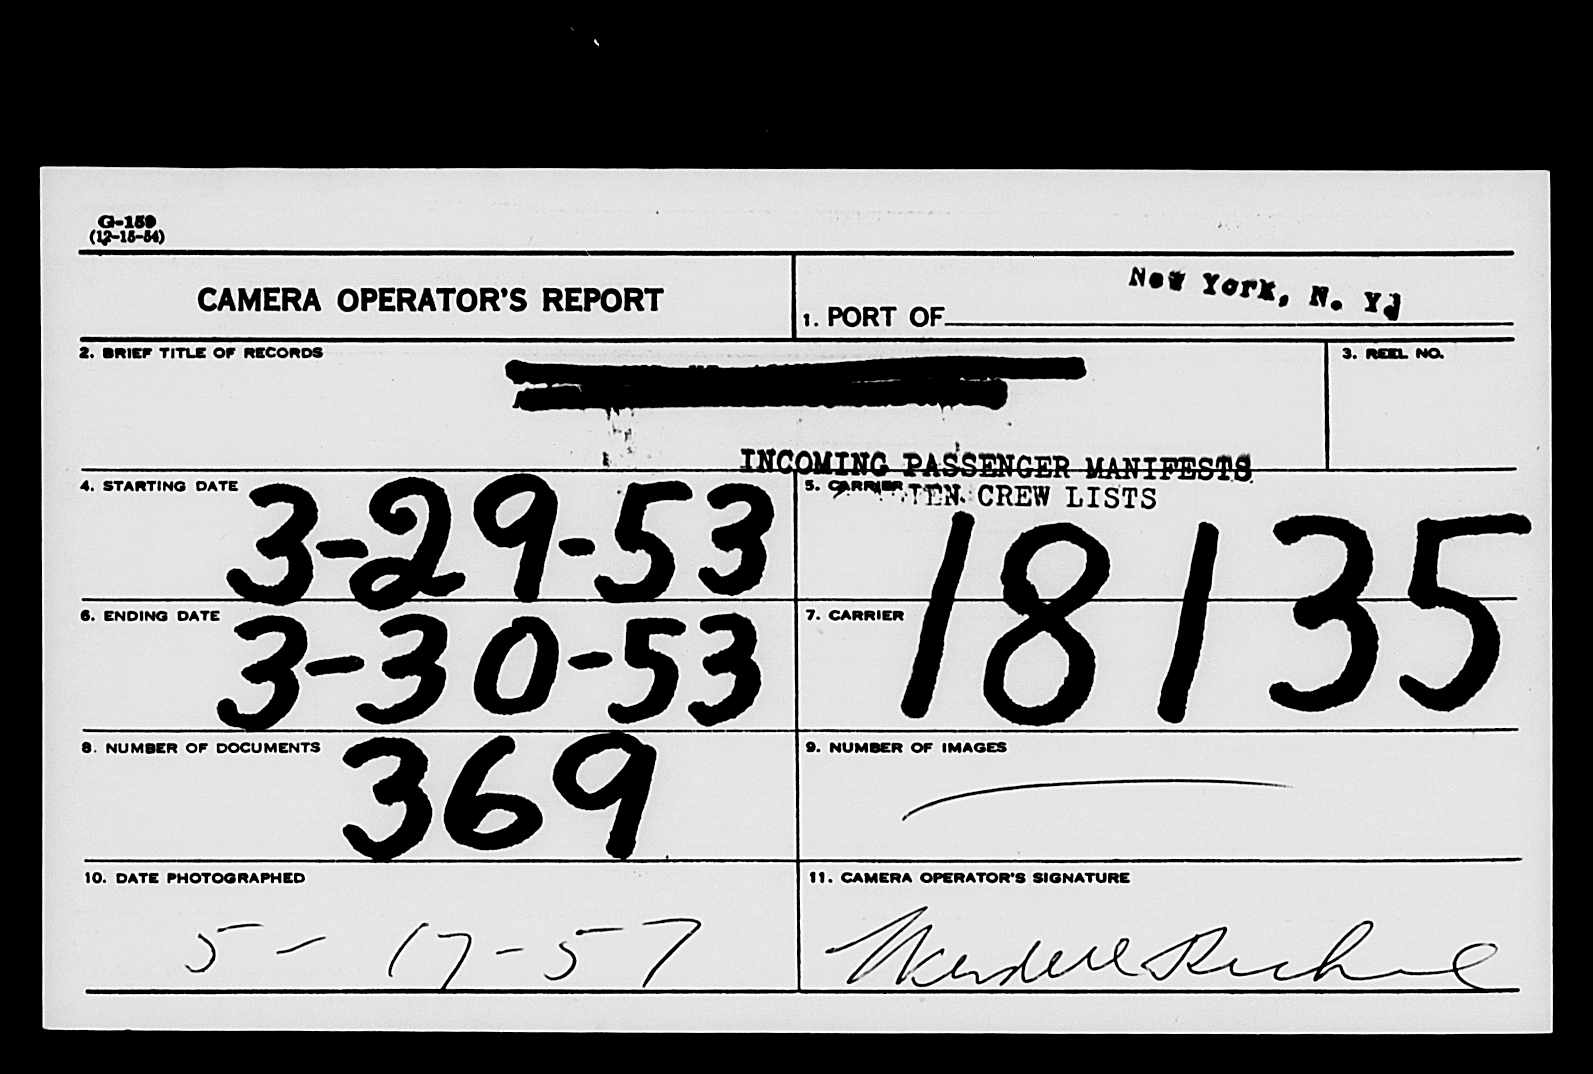 G-159
(12-15-54)
CAMERA OPERATOR'S REPORT
1. PORT OF New York, N. Y.
2. BRIEF TITLE OF RECORDS
3. REEL NO.
INCOMING PASSENGER MANIFESTS
CREW LISTS
4. STARTING DATE 3-29-53
5. CARRIER
18135
6. ENDING DATE 3-30-53
7. CARRIER
8. NUMBER OF DOCUMENTS 369
9. NUMBER OF IMAGES
10. DATE PHOTOGRAPHED
11. CAMERA OPERATOR'S SIGNATURE
5-17-57